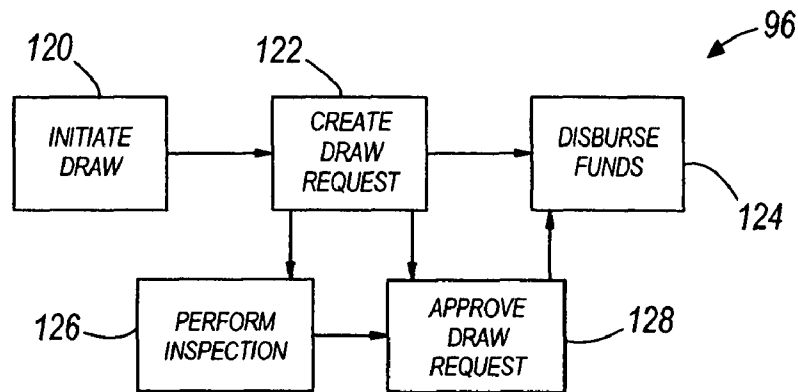 96
120
122
INITIATE
DRAW
CREATE
DRAW
REQUEST
DISBURSE
FUNDS
124
126
PERFORM
INSPECTION
APPROVE
DRAW
REQUEST
128